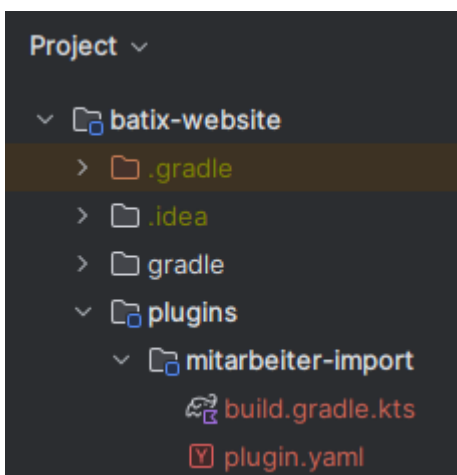 Project
batix-website
.gradle
.idea
gradle
plugins
mitarbeiter-import
build.gradle.kts
Y plugin.yaml